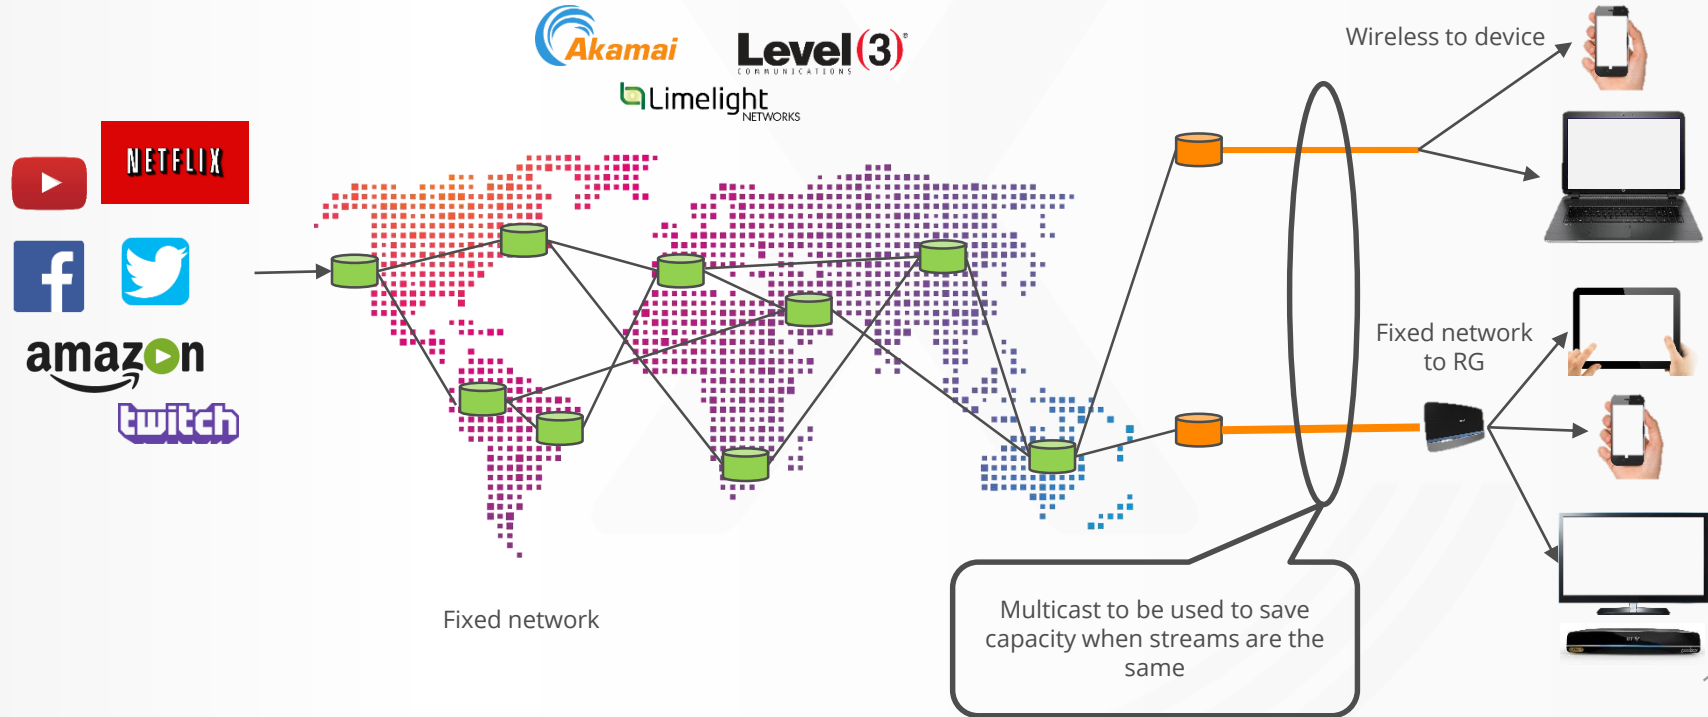 Akamai
Level(3)
COMMUNICATIONS
Limelight
NETWORKS
Wireless to device
NETFLIX
f
amazon
twitch
Fixed network
to RG
Fixed network
Multicast to be used to save
capacity when streams are the
same